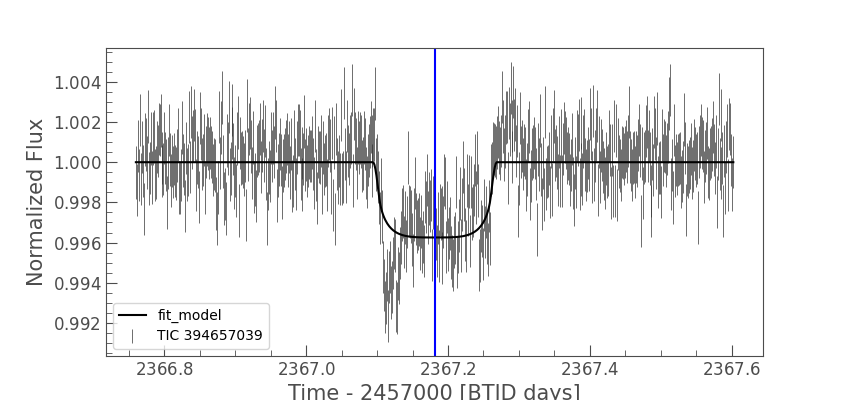 1.004
1.002
1.000
0.998
0.996
0.994
0.992
Normalized Flux
fit_model
TIC 394657039
2366.8 2367.0 2367.2 2367.4 2367.6
Time - 2457000 [BTJD days]